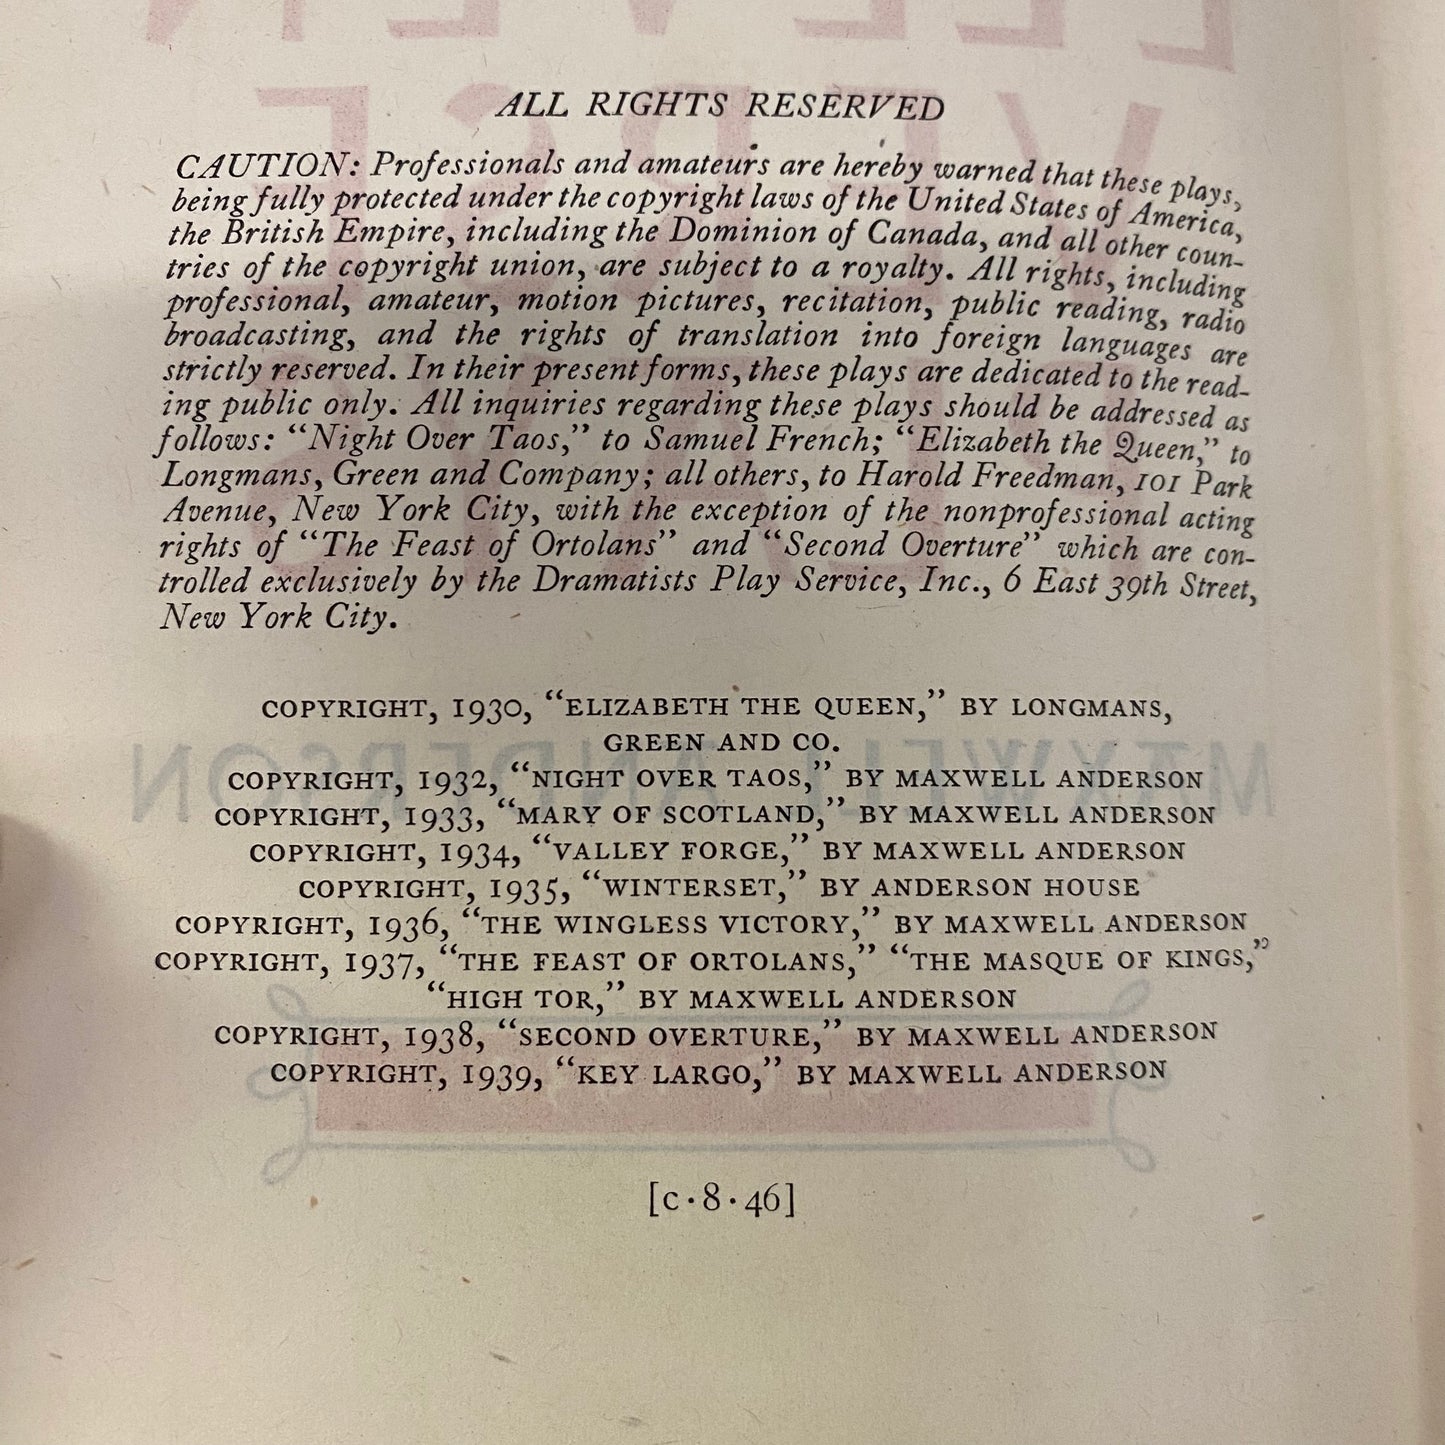 ALL RIGHTS RESERVED
CAUTION: Professionals and amateurs are hereby warned that these plays,
being fully protected under the copyright laws of the United States of America,
the British Empire, including the Dominion of Canada, and all other coun-
tries of the copyright union, are subject to a royalty. All rights, including
professional, amateur, motion pictures, recitation, public reading, radio
broadcasting, and the rights of translation into foreign languages are
strictly reserved. In their present forms, these plays are dedicated to the read-
ing public only. All inquiries regarding these plays should be addressed as
follows: “Night Over Taos,” to Samuel French; “Elizabeth the Queen,” to
Longmans, Green and Company; all others, to Harold Freedman, 101 Park
Avenue, New York City, with the exception of the nonprofessional acting
rights of “The Feast of Ortolans” and “Second Overture” which are con-
trolled exclusively by the Dramatists Play Service, Inc., 6 East 39th Street,
New York City.
COPYRIGHT, 1930, “ELIZABETH THE QUEEN,” BY LONGMANS,
GREEN AND CO.
COPYRIGHT, 1932, “NIGHT OVER TAOS,” BY MAXWELL ANDERSON
COPYRIGHT, 1933, “MARY OF SCOTLAND,” BY MAXWELL ANDERSON
COPYRIGHT, 1934, “VALLEY FORGE,” BY MAXWELL ANDERSON
COPYRIGHT, 1935, “WINTERSET,” BY ANDERSON HOUSE
COPYRIGHT, 1936, “THE WINGLESS VICTORY,” BY MAXWELL ANDERSON
COPYRIGHT, 1937, “THE FEAST OF ORTOLANS,” “THE MASQUE OF KINGS,”
“HIGH TOR,” BY MAXWELL ANDERSON
COPYRIGHT, 1938, “SECOND OVERTURE,” BY MAXWELL ANDERSON
COPYRIGHT, 1939, “KEY LARGO,” BY MAXWELL ANDERSON
[c·8·46]